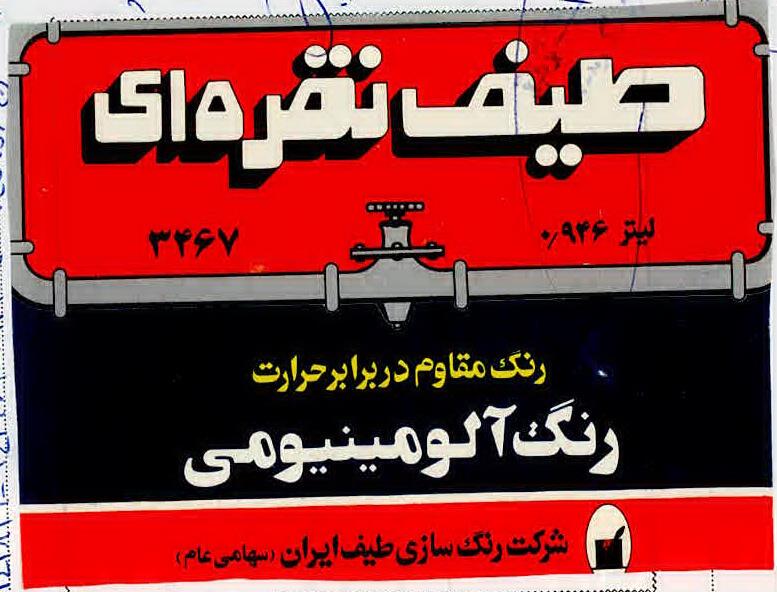 طیف نقره‌ای
لیتر ۰٫۹۴۶
۳۴۶۷
رنگ مقاوم در برابر حرارت
رنگ آلومینیومی
شرکت رنگ سازی طیف ایران (سهامی عام)